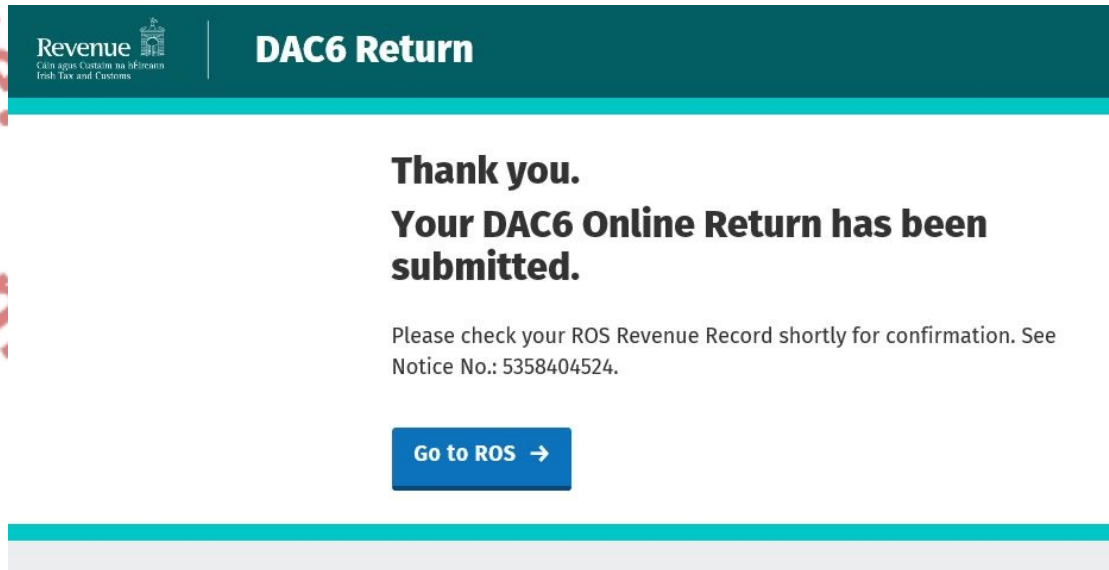 Revenue
Cáin agus Custaim na hÉireann
Irish Tax and Customs
DAC6 Return
Thank you.
Your DAC6 Online Return has been
submitted.
Please check your ROS Revenue Record shortly for confirmation. See
Notice No.: 5358404524.
Go to ROS →